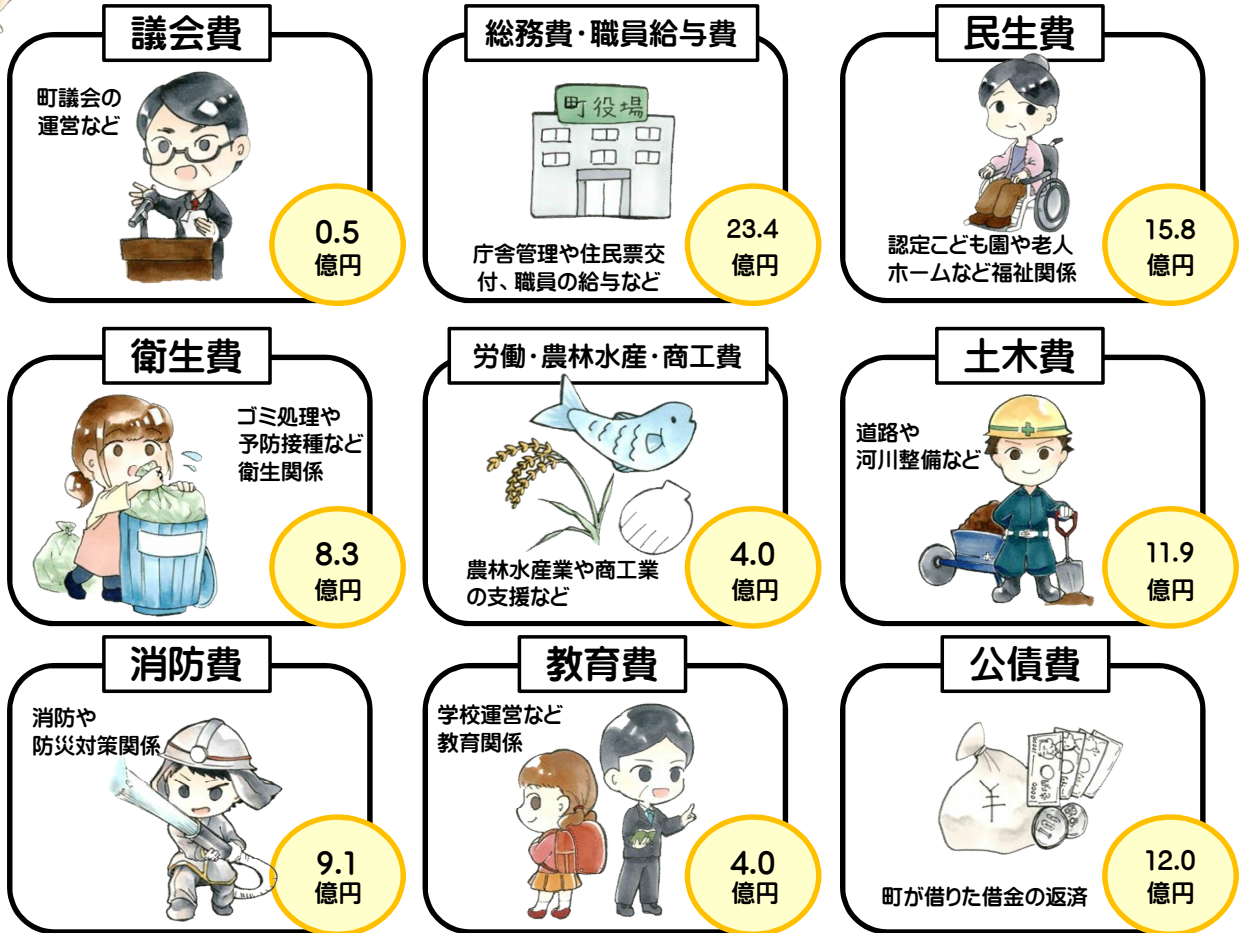 議会費
町議会の
運営など
0.5
億円
総務費・職員給与費
町役場
庁舎管理や住民票交
付、職員の給与など
23.4
億円
民生費
認定こども園や老人
ホームなど福祉関係
15.8
億円
衛生費
ゴミ処理や
予防接種など
衛生関係
8.3
億円
労働・農林水産・商工費
農林水産業や商工業
の支援など
4.0
億円
土木費
道路や
河川整備など
11.9
億円
消防費
消防や
防災対策関係
9.1
億円
教育費
学校運営など
教育関係
4.0
億円
公債費
¥
町が借りた借金の返済
12.0
億円